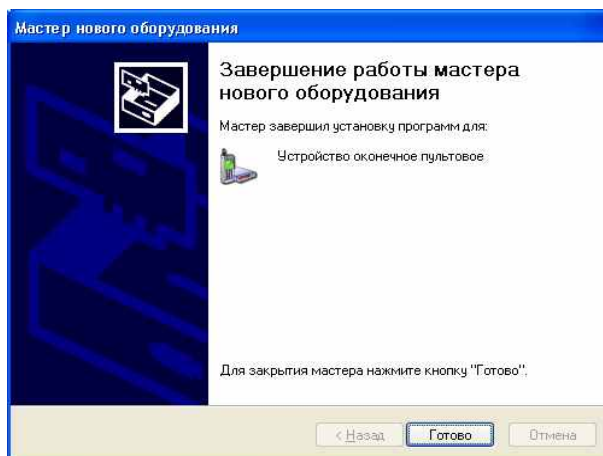 Мастер нового оборудования
Завершение работы мастера
нового оборудования
Мастер завершил установку программ для:
Устройство оконечное пультовое
Для закрытия мастера нажмите кнопку "Готово".
< Назад
Готово
Отмена